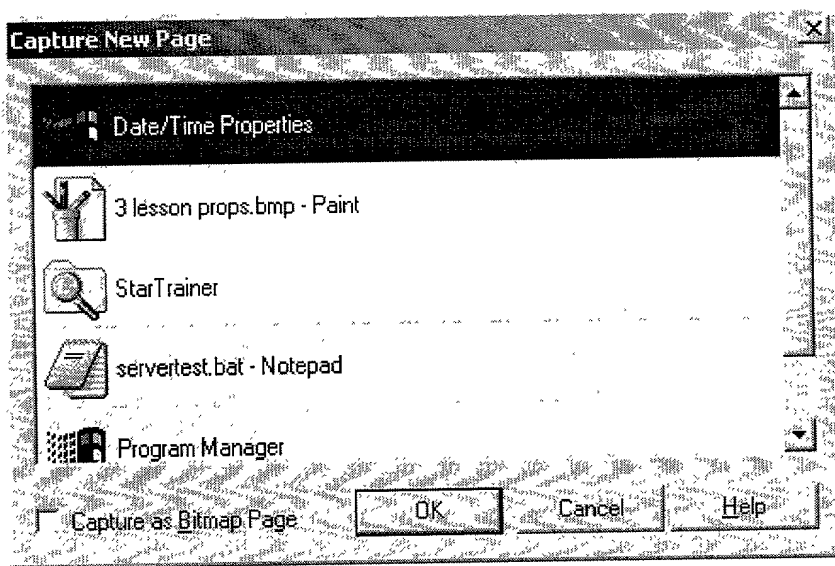 Capture New Page
Date/Time Properties
3 lesson props.bmp - Paint
StarTrainer
servertest.bat - Notepad
Program Manager
Capture as Bitmap Page
OK
Cancel
Help